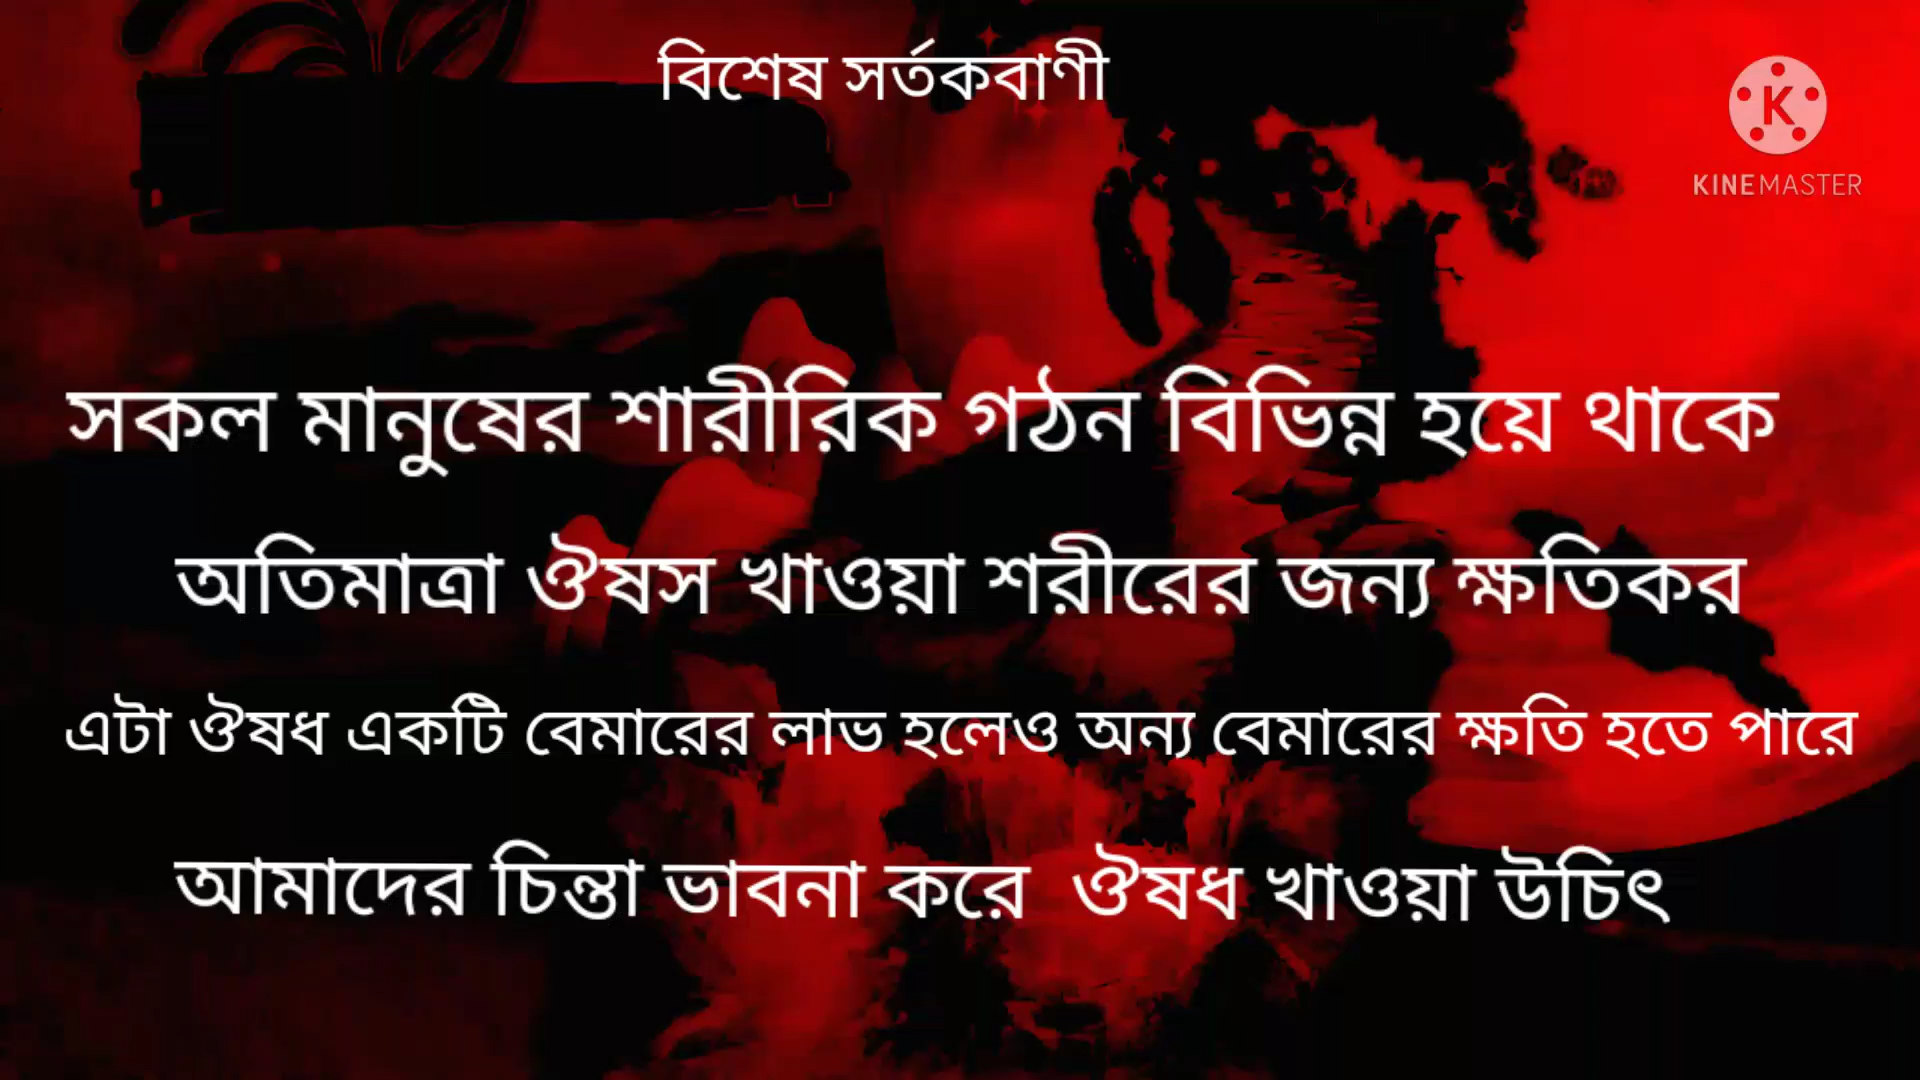 বিশেষ সর্তকবাণী
KINEMASTER
সকল মানুষের শারীরিক গঠন বিভিন্ন হয়ে থাকে
অতিমাত্রা ঔষস খাওয়া শরীরের জন্য ক্ষতিকর
এটা ঔষধ একটি বেমারের লাভ হলেও অন্য বেমারের ক্ষতি হতে পারে
আমাদের চিন্তা ভাবনা করে ঔষধ খাওয়া উচিৎ